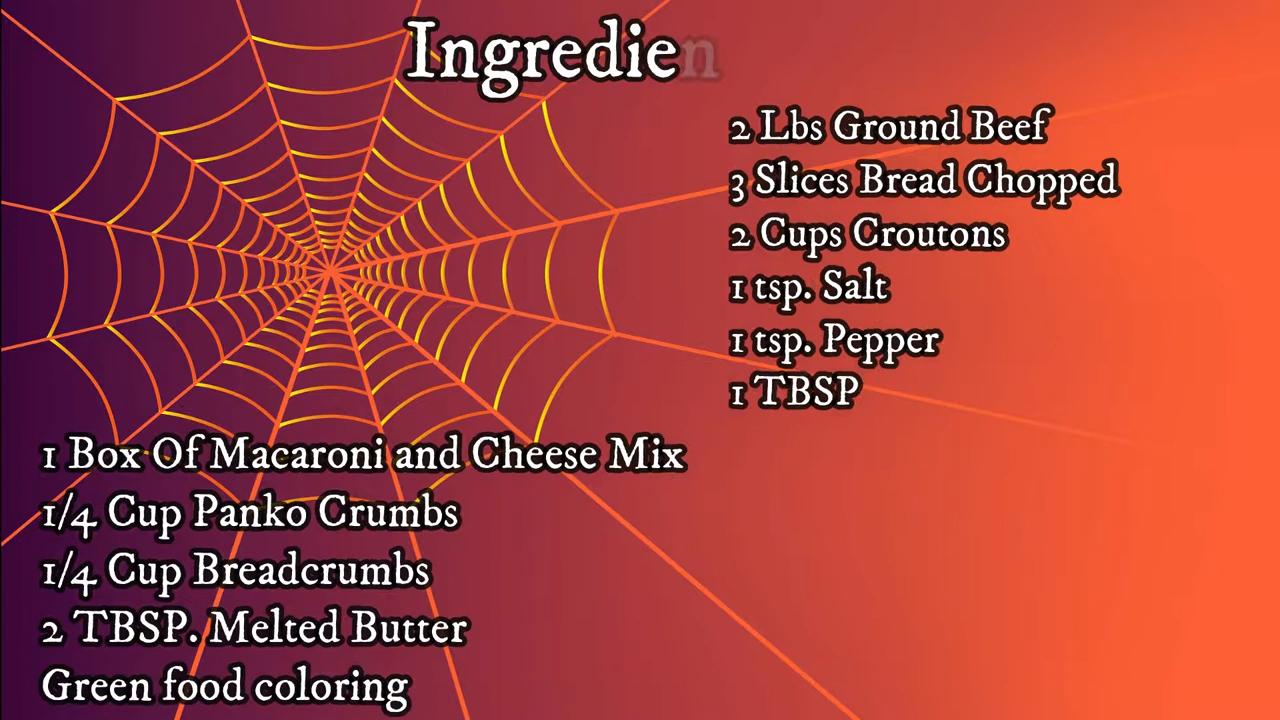 Ingredien
2 Lbs Ground Beef
3 Slices Bread Chopped
2 Cups Croutons
1 tsp. Salt
1 tsp. Pepper
1 TBSP
1 Box Of Macaroni and Cheese Mix
1/4 Cup Panko Crumbs
1/4 Cup Breadcrumbs
2 TBSP. Melted Butter
Green food coloring